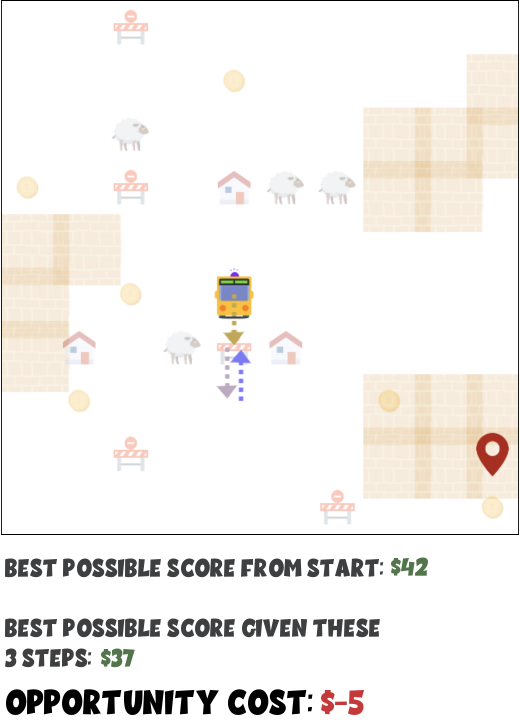 BEST POSSIBLE SCORE FROM START: $42
BEST POSSIBLE SCORE GIVEN THESE
3 STEPS: $37
OPPORTUNITY COST: $-5